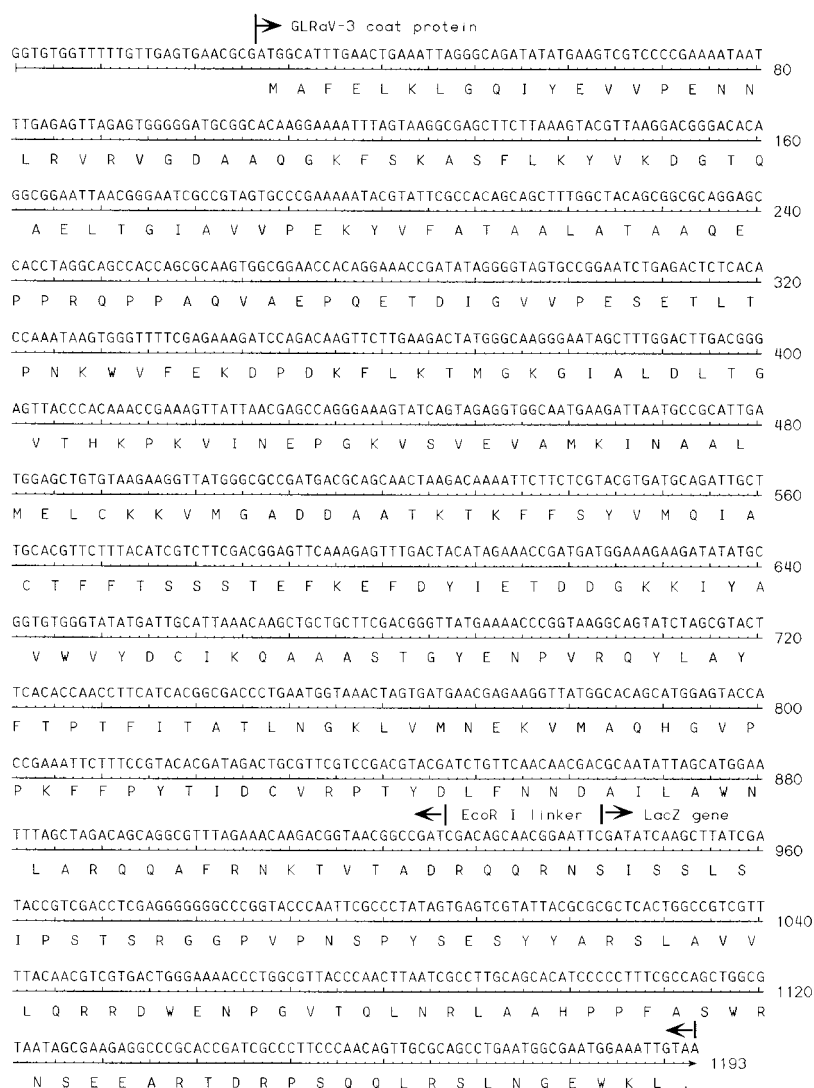 GLRaV-3 coat protein
GGTGTGGTTTTTGTTGAGTGAACGCGATGGCATTTGAACTGAAATTAGGGCAGATATATGAAGTCGTCCCCGAAAATAAT
80
M A F E L K L G Q I Y E V V P E N N
TTGAGAGTTAGAGTGGGGGATGCGGCACAAGGAAAATTTAGTAAGGCGAGCTTCTTAAAGTACGTTAAGGACGGGACACA
160
L R V R V G D A A Q G K F S K A S F L K Y V K D G T Q
GGCGGAATTAACGGGAATCGCCGTAGTGCCCGAAAAATACGTATTCGCCACAGCAGCTTTGGCTACAGCGGCGCAGGAGC
240
A E L T G I A V V P E K Y V F A T A A L A T A A Q E
CACCTAGGCAGCCACCAGCGCAAGTGGCGGAACCACAGGAAACCGATATAGGGGTAGTGCCGGAATCTGAGACTCTCACA
320
P P R Q P P A Q V A E P Q E T D I G V V P E S E T L T
CCAAATAAGTGGGTTTTCGAGAAAGATCCAGACAAGTTCTTGAAGACTATGGGCAAGGGAATAGCTTTGGACTTGACGGG
400
P N K W V F E K D P D K F L K T M G K G I A L D L T G
AGTTACCCACAAACCGAAAGTTATTAACGAGCCAGGGAAAGTATCAGTAGAGGTGGCAATGAAGATTAATGCCGCATTGA
480
V T H K P K V I N E P G K V S V E V A M K I N A A L
TGGAGCTGTGTAAGAAGGTTATGGGCGCCGATGACGCAGCAACTAAGACAAAATTCTTCTCGTACGTGATGCAGATTGCT
560
M E L C K K V M G A D D A A T K T K F F S Y V M Q I A
TGCACGTTCTTTACATCGTCTTCGACGGAGTTCAAAGAGTTTGACTACATAGAAACCGATGATGGAAAGAAGATATATGC
640
C T F F T S S S T E F K E F D Y I E T D D G K K I Y A
GGTGTGGGTATATGATTGCATTAAACAAGCTGCTGCTTCGACGGGTTATGAAAACCCGGTAAGGCAGTATCTAGCGTACT
720
V W V Y D C I K Q A A A S T G Y E N P V R Q Y L A Y
TCACACCAACCTTCATCACGGCGACCCTGAATGGTAAACTAGTGATGAACGAGAAGGTTATGGCACAGCATGGAGTACCA
800
F T P T F I T A T L N G K L V M N E K V M A Q H G V P
CCGAAATTCTTTCCGTACACGATAGACTGCGTTCGTCCGACGTACGATCTGTTCAACAACGACGCAATATTAGCATGGAA
880
P K F F P Y T I D C V R P T Y D L F N N D A I L A W N
EcoR I linker LacZ gene
TTTAGCTAGACAGCAGGCGTTTAGAAACAAGACGGTAACGGCCGATCGACAGCAACGGAATTCGATATCAAGCTTATCGA
960
L A R Q Q A F R N K T V T A D R Q Q R N S I S S L S
TACCGTCGACCTCGAGGGGGGGCCCGGTACCCAATTCGCCCTATAGTGAGTCGTATTACGCGCGCTCACTGGCCGTCGTT
1040
I P S T S R G G P V P N S P Y S E S Y Y A R S L A V V
TTACAACGTCGTGACTGGGAAAACCCTGGCGTTACCCAACTTAATCGCCTTGCAGCACATCCCCCTTTCGCCAGCTGGCG
1120
L Q R R D W E N P G V T Q L N R L A A H P P F A S W R
TAATAGCGAAGAGGCCCGCACCGATCGCCCTTCCCAACAGTTGCGCAGCCTGAATGGCGAATGGAAATTGTAA
1193
N S E E A R T D R P S Q Q L R S L N G E W K L .